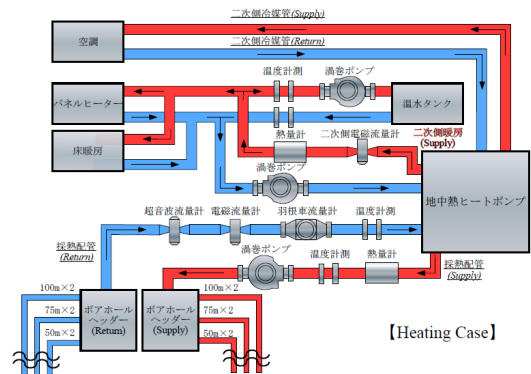 二次側冷媒管(Supply)
空調
二次側冷媒管(Return)
温度計測
渦巻ポンプ
パネルヒーター
温水タンク
床暖房
熱量計
二次側電磁流量計
二次側暖房
(Supply)
渦巻ポンプ
地中熱ヒートポンプ
超音波流量計
電磁流量計
羽根車流量計
温度計測
採熱配管
(Return)
渦巻ポンプ
温度計測
熱量計
採熱配管
(Supply)
100m×2
75m×2
50m×2
ボアホール
ヘッダー
(Return)
ボアホール
ヘッダー
(Supply)
100m×2
75m×2
50m×2
【Heating Case】